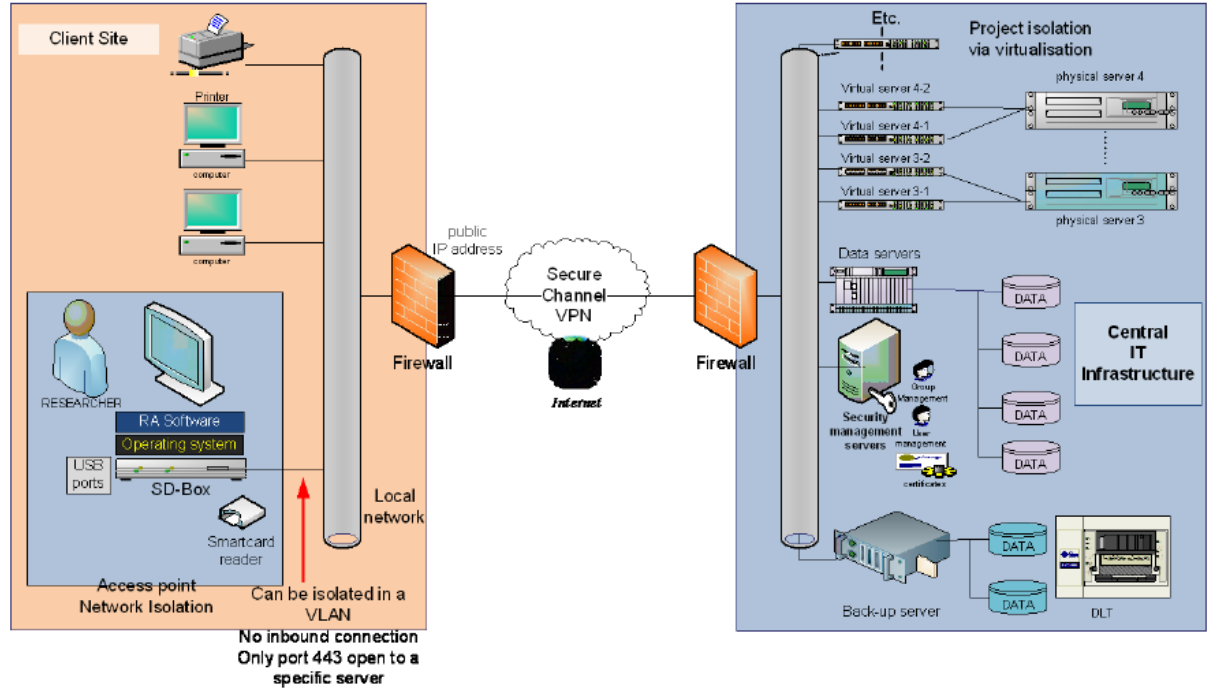 Client Site
Printer
computer
computer
RESEARCHER
RA Software
Operating system
USB
ports
SD-Box
Smartcard
reader
Access point
Network Isolation
Local
network
Can be isolated in a
VLAN
No inbound connection
Only port 443 open to a
specific server
public
IP address
Firewall
Secure
Channel
VPN
Internet
Firewall
Etc.
Project isolation
via virtualisation
Virtual server 4-2
Virtual server 4-1
Virtual server 3-2
Virtual server 3-1
physical server 4
physical server 3
Data servers
DATA
DATA
DATA
DATA
Central
IT
Infrastructure
Group
Management
User
management
certificates
Security
management
servers
Back-up server
DATA
DATA
DLT